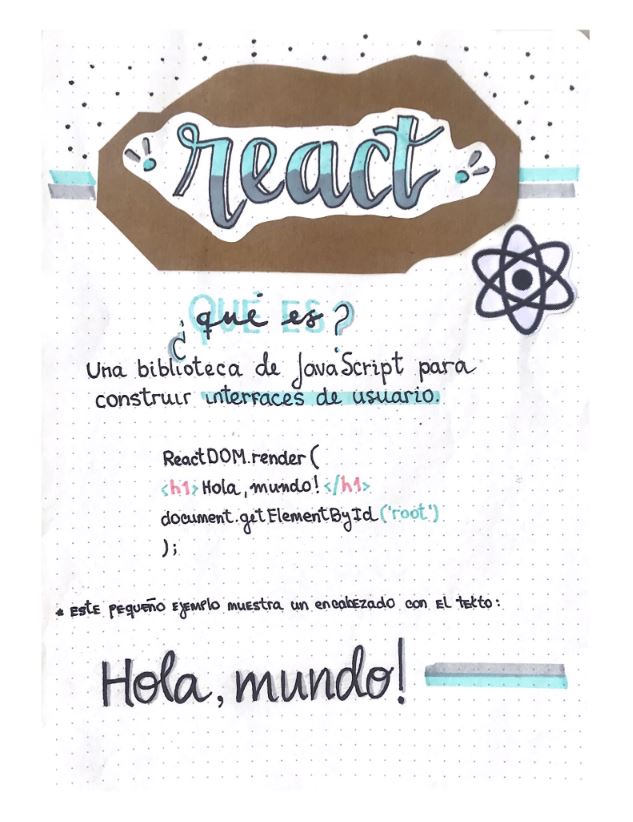 react
¿qué es?
Una biblioteca de JavaScript para
construir interfaces de usuario.
ReactDOM.render(
<h1>Hola, mundo!</h1>
document.getElementById('root')
);
* Este pequeño ejemplo muestra un encabezado con el texto:
Hola, mundo!